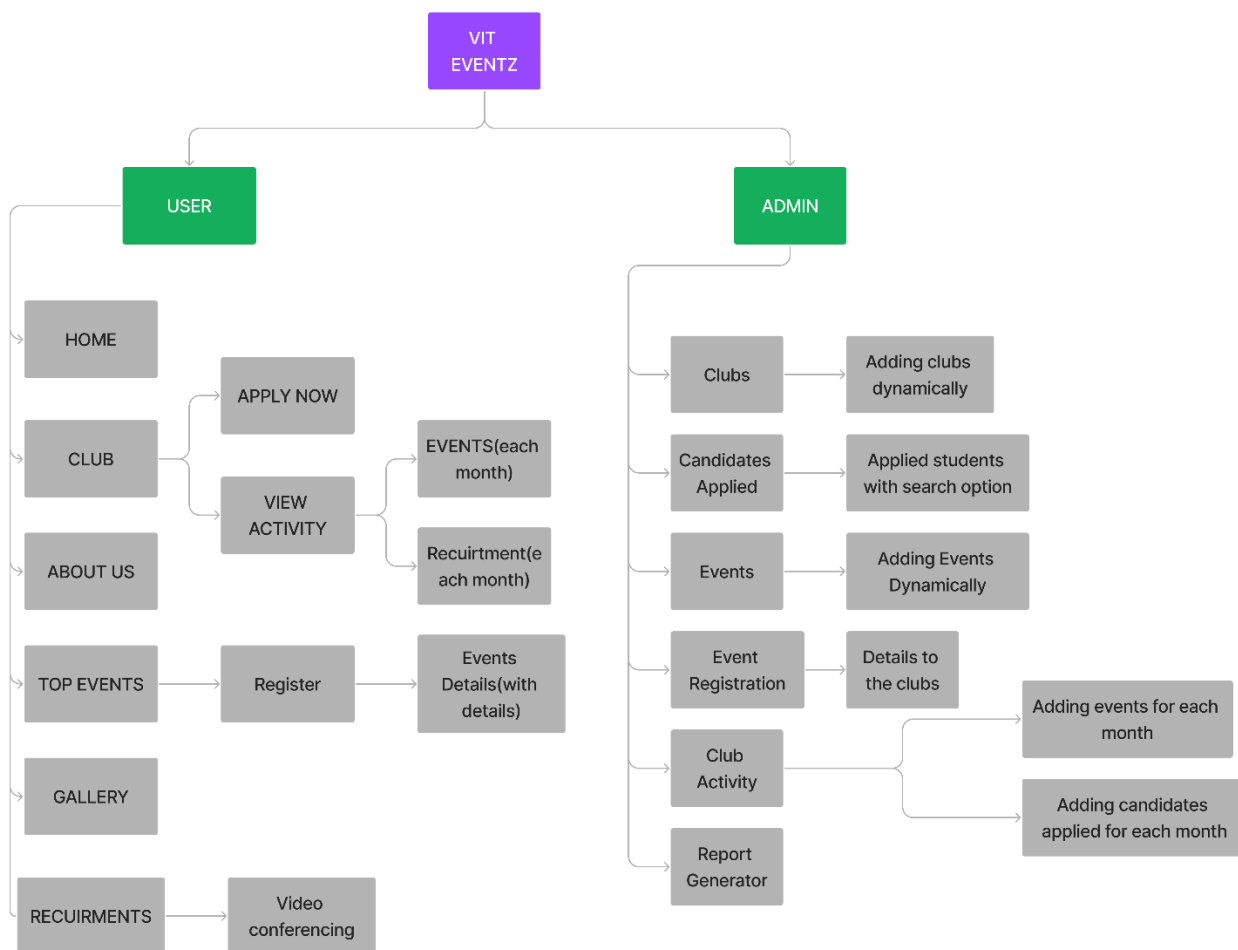 VIT
EVENTZ
USER
ADMIN
HOME
CLUB
APPLY NOW
VIEW
ACTIVITY
EVENTS(each
month)
Recuirtment(e
ach month)
ABOUT US
TOP EVENTS
Register
Events
Details(with
details)
GALLERY
RECUIRMENTS
Video
conferencing
Clubs
Adding clubs
dynamically
Candidates
Applied
Applied students
with search option
Events
Adding Events
Dynamically
Event
Registration
Details to
the clubs
Club
Activity
Adding events for each
month
Adding candidates
applied for each month
Report
Generator